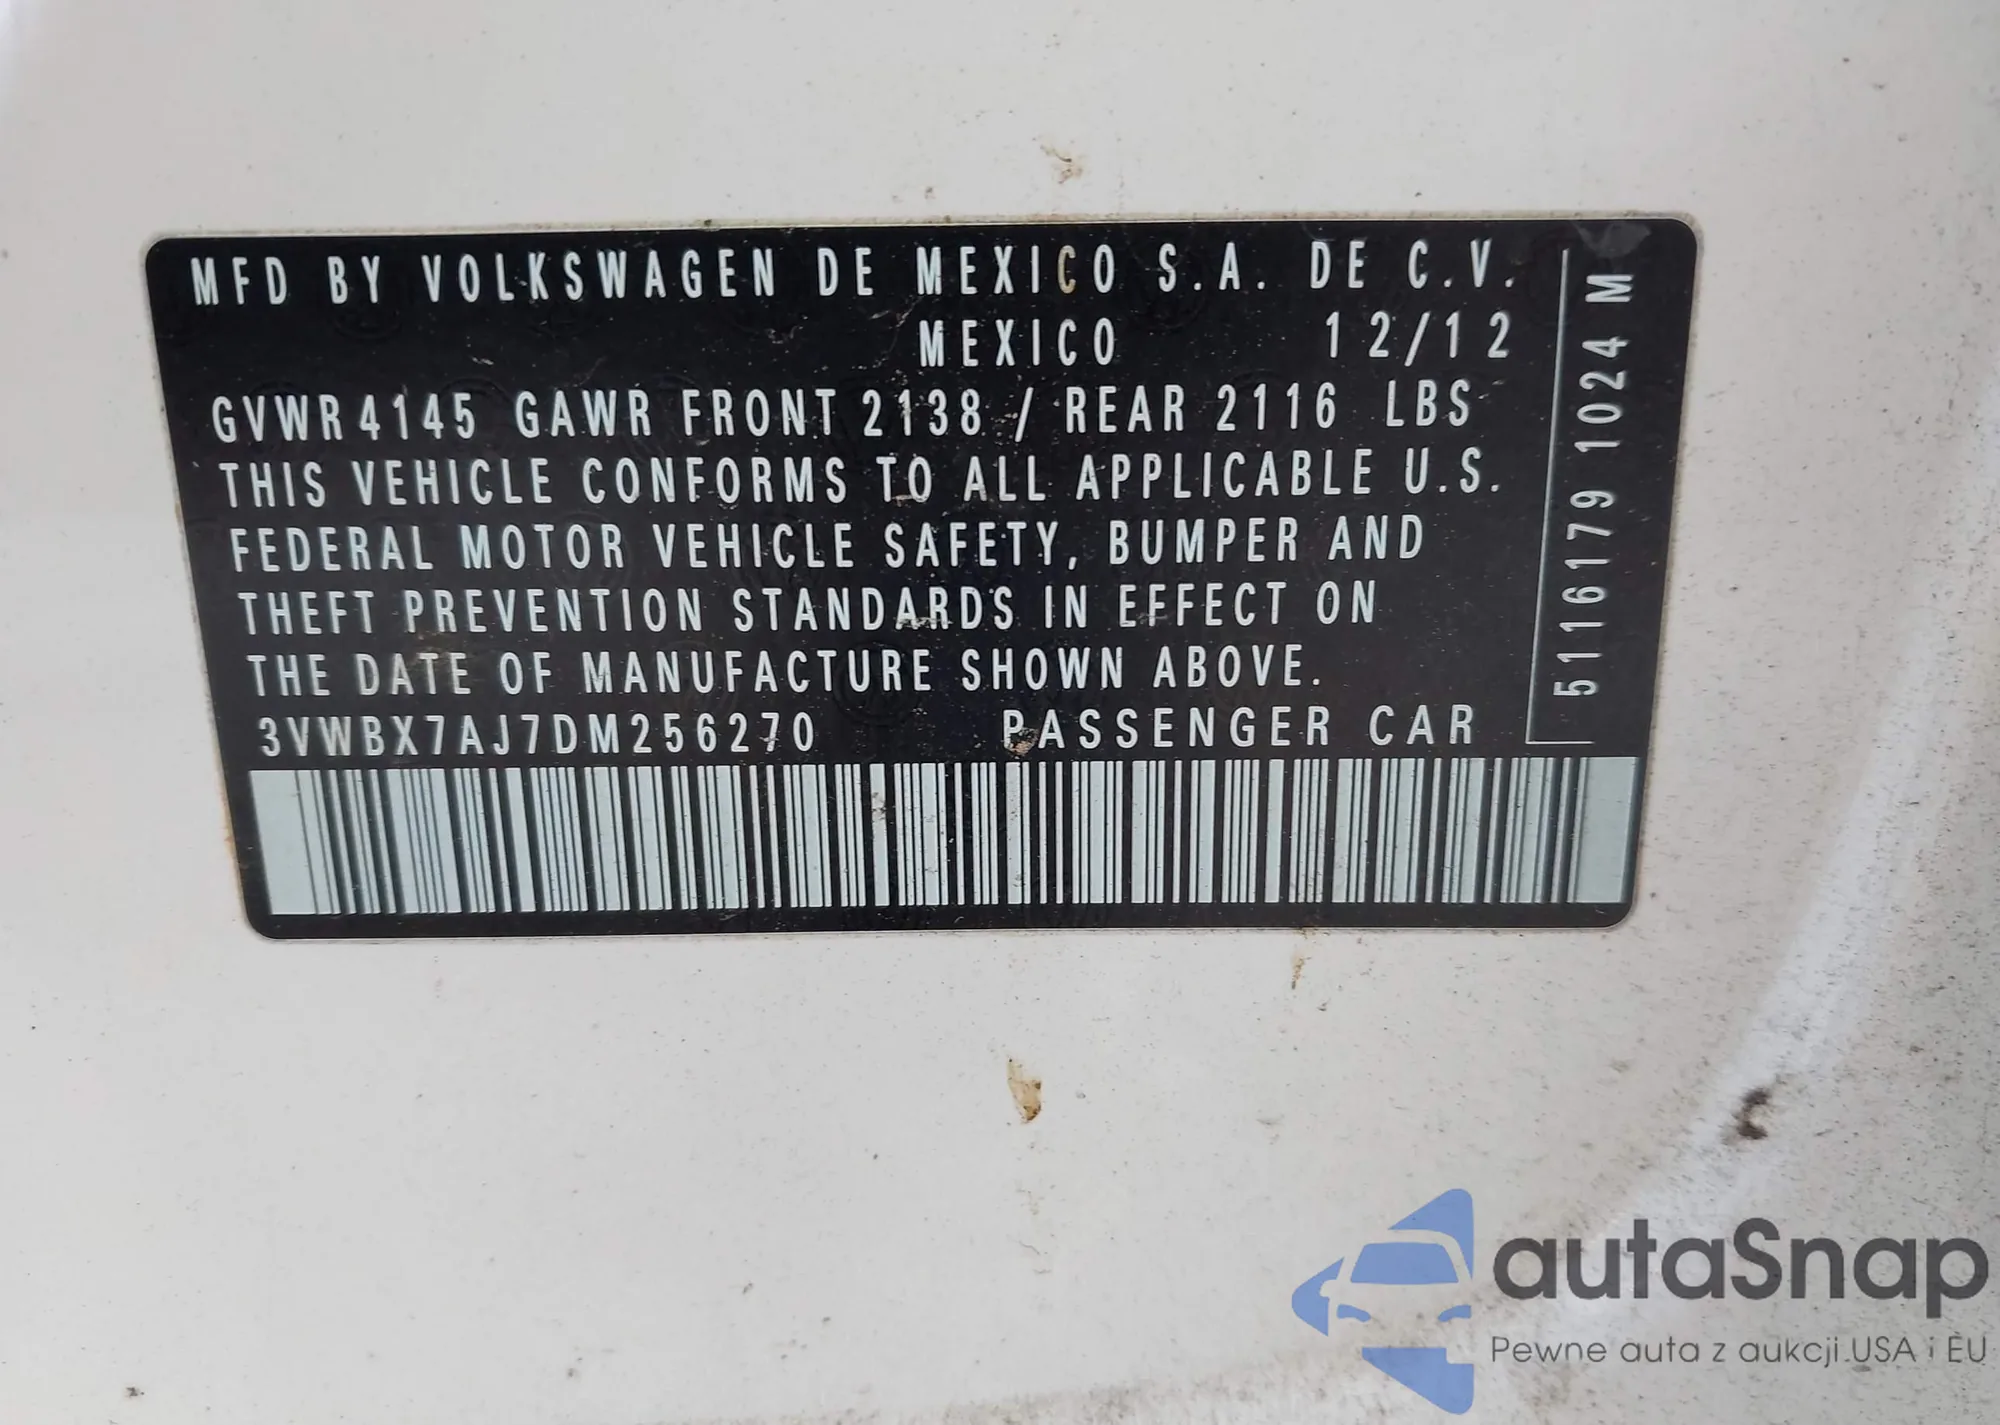 MFD BY VOLKSWAGEN DE MEXICO S.A. DE C.V.
MEXICO 12/12
GVWR 4145 GAWR FRONT 2138 / REAR 2116 LBS
THIS VEHICLE CONFORMS TO ALL APPLICABLE U.S.
FEDERAL MOTOR VEHICLE SAFETY, BUMPER AND
THEFT PREVENTION STANDARDS IN EFFECT ON
THE DATE OF MANUFACTURE SHOWN ABOVE.
3VWBX7AJ7DM256270 PASSENGER CAR
5116179 1024 M
autaSnap
Pewne auta z aukcji USA i EU